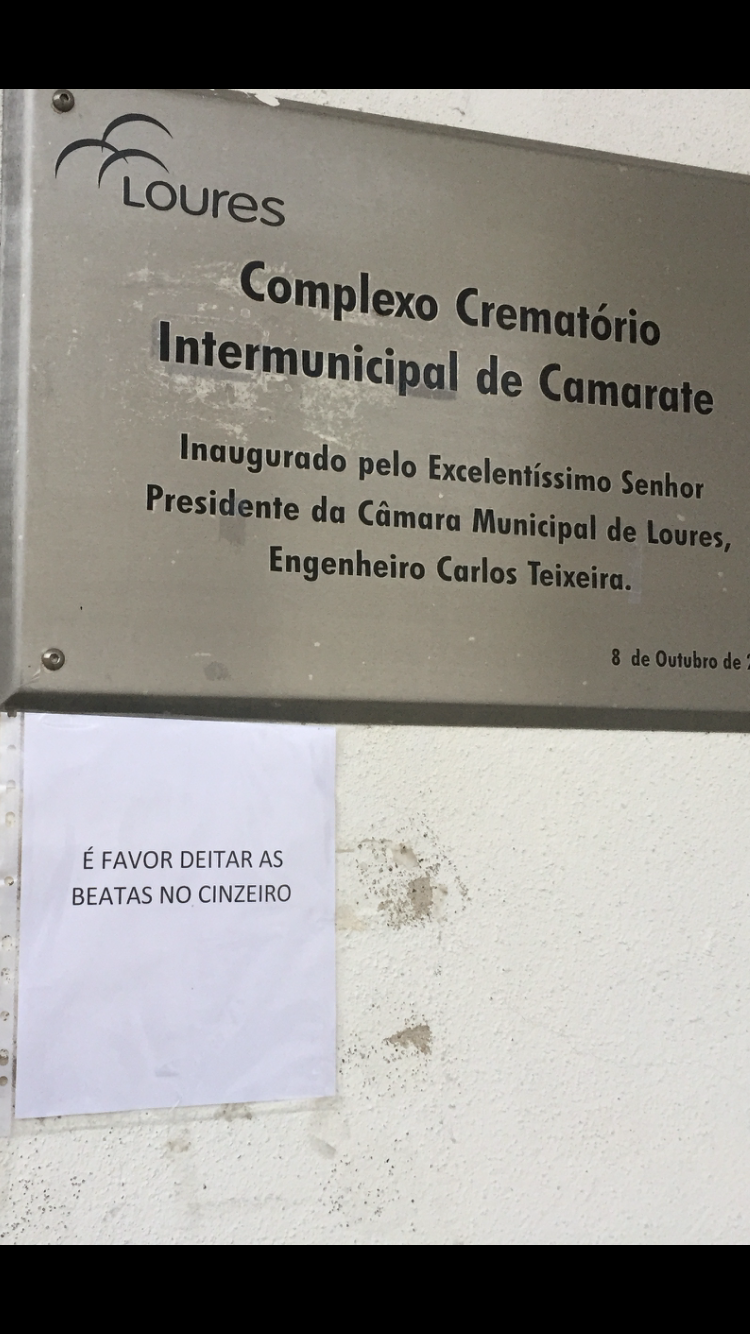 Loures
Complexo Crematório
Intermunicipal de Camarate
Inaugurado pelo Excelentíssimo Senhor
Presidente da Câmara Municipal de Loures,
Engenheiro Carlos Teixeira.
8 de Outubro de
É FAVOR DEITAR AS
BEATAS NO CINZEIRO